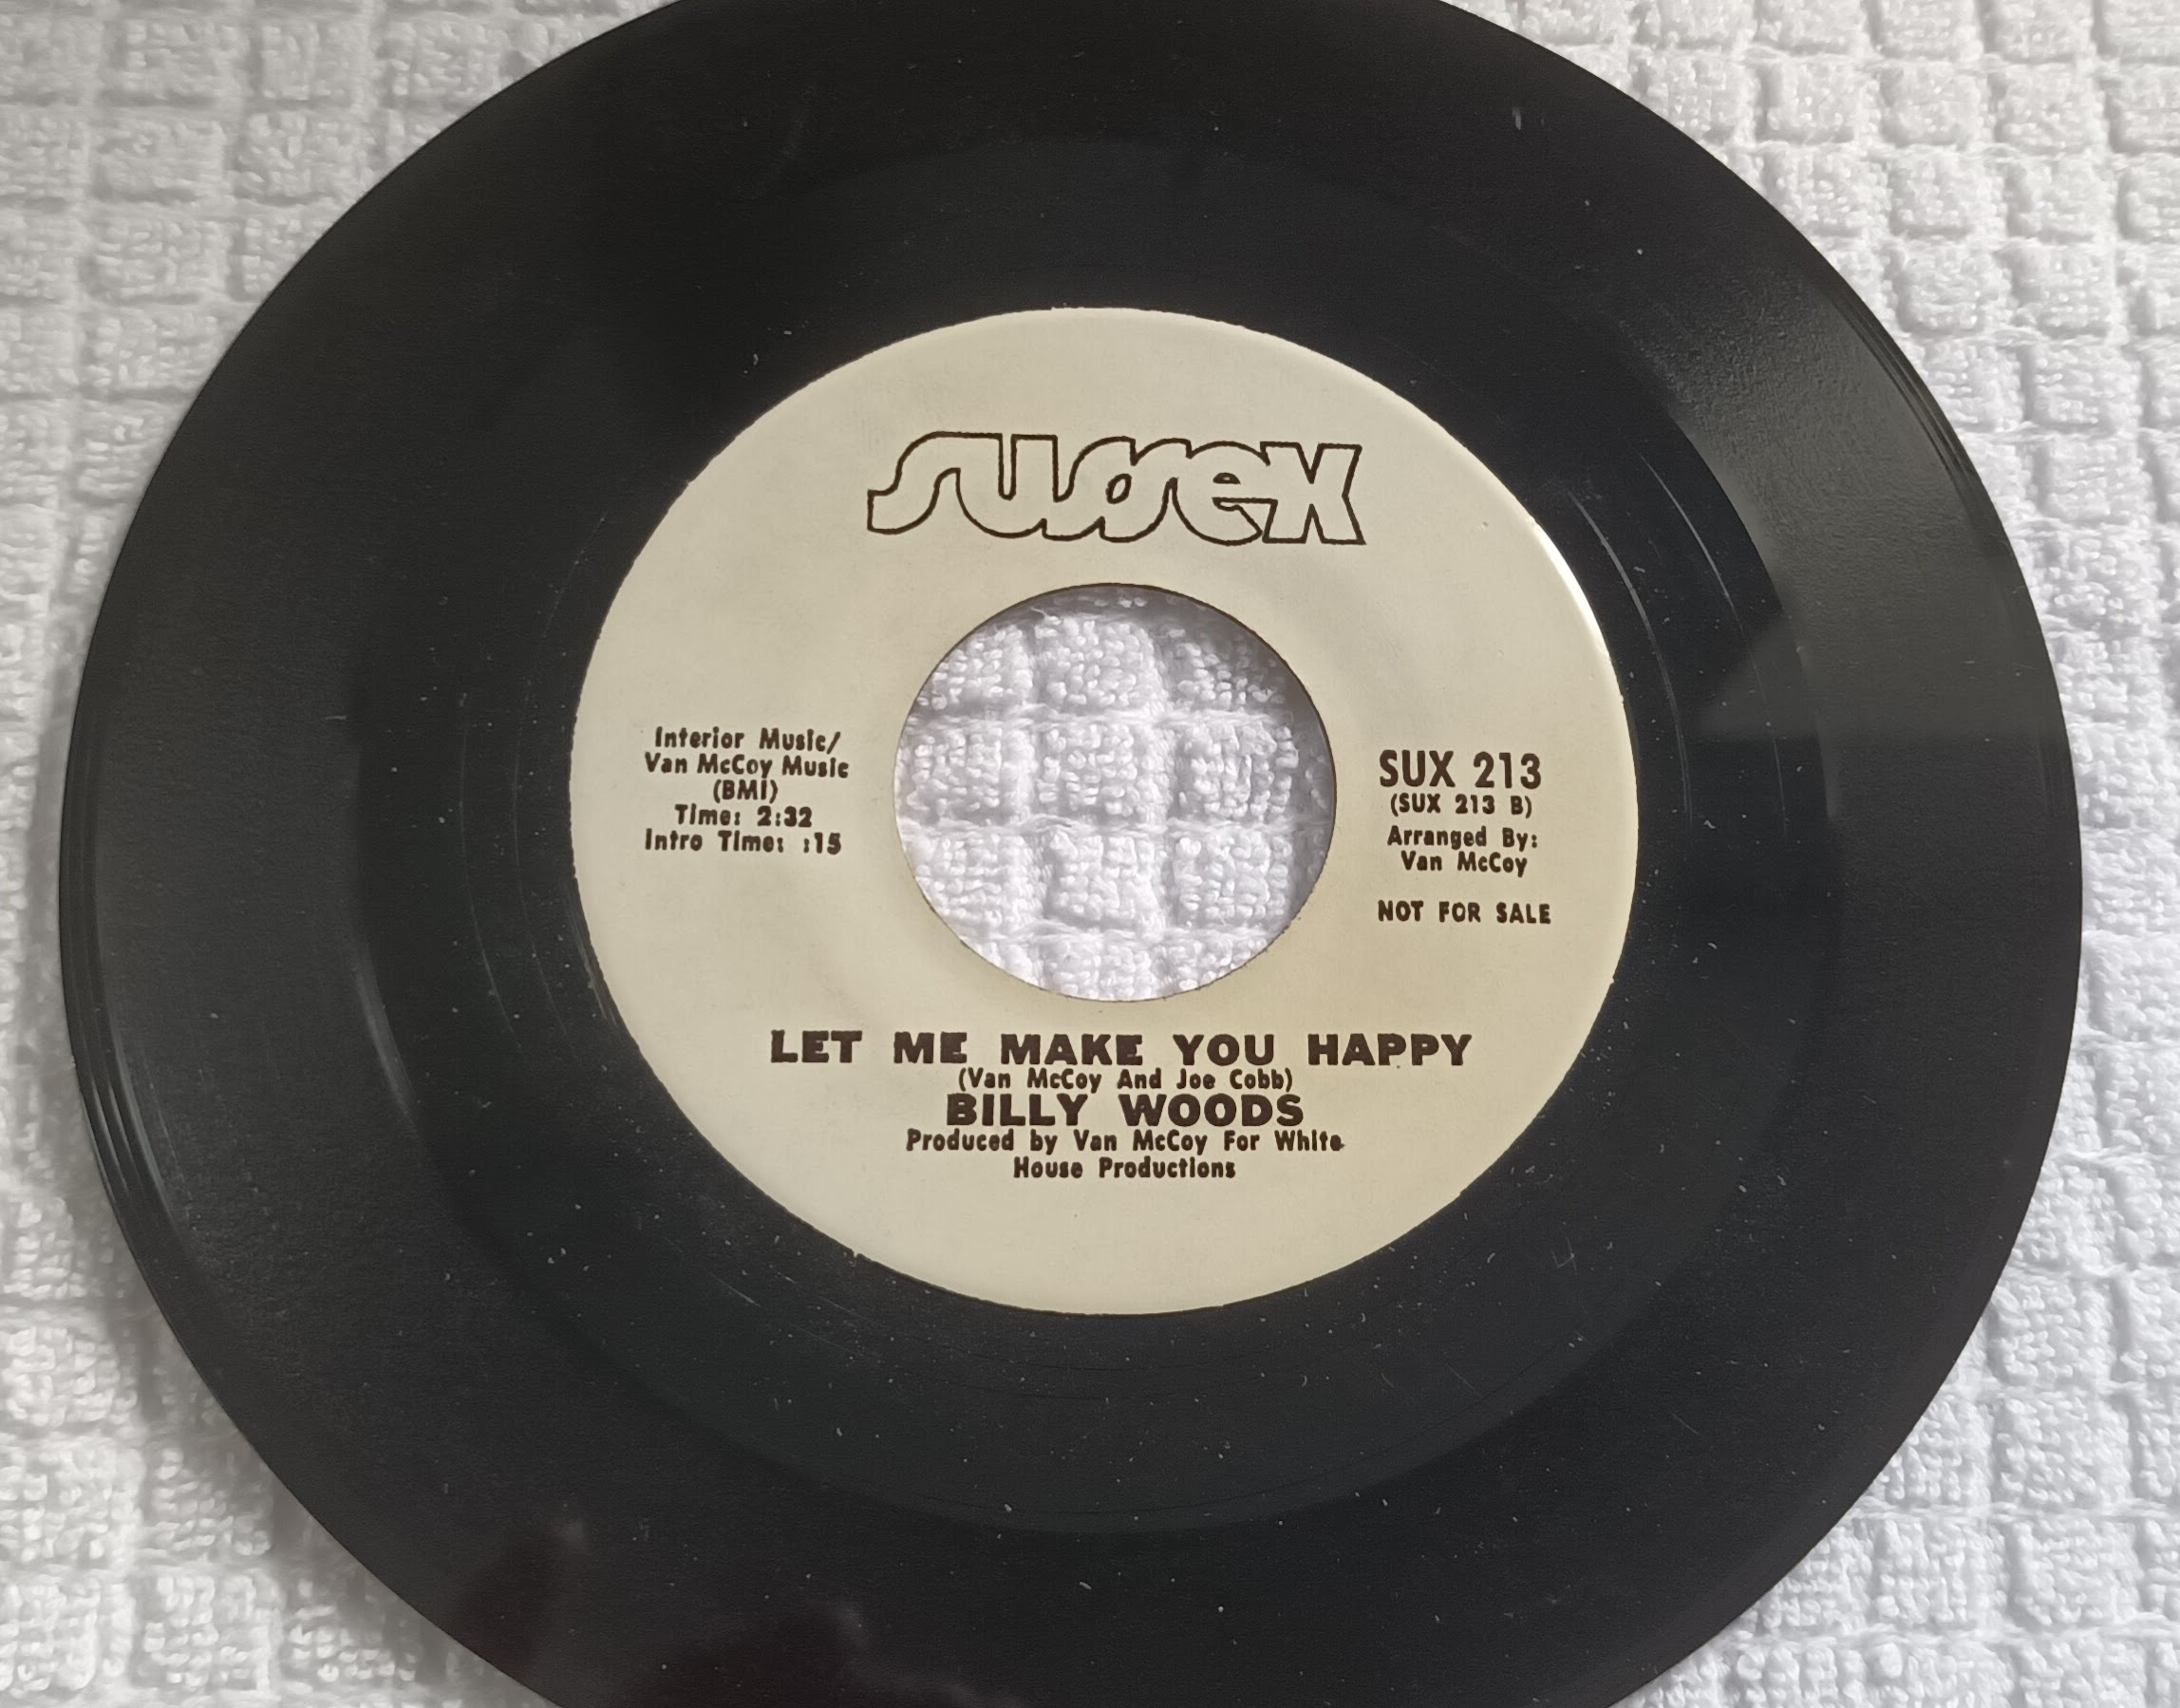 sussex
Interior Music/
Van McCoy Music
(BMI)
Time: 2:32
Intro Time: :15
SUX 213
(SUX 213 B)
Arranged By:
Van McCoy
NOT FOR SALE
LET ME MAKE YOU HAPPY
(Van McCoy And Joe Cobb)
BILLY WOODS
Produced by Van McCoy For White
House Productions